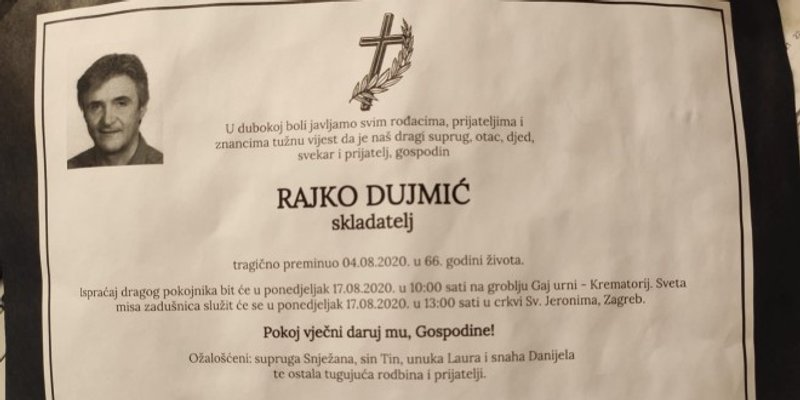 U dubokoj boli javljamo svim rođacima, prijateljima i
znancima tužnu vijest da je naš dragi suprug, otac, djed,
svekar i prijatelj, gospodin
RAJKO DUJMIĆ
skladatelj
tragično preminuo 04.08.2020. u 66. godini života.
Ispraćaj dragog pokojnika bit će u ponedjeljak 17.08.2020. u 10:00 sati na groblju Gaj urni - Krematorij. Sveta
misa zadušnica služit će se u ponedjeljak 17.08.2020. u 13:00 sati u crkvi Sv. Jeronima, Zagreb.
Pokoj vječni daruj mu, Gospodine!
Ožalošćeni: supruga Snježana, sin Tin, unuka Laura i snaha Danijela
te ostala tugujuća rodbina i prijatelji.